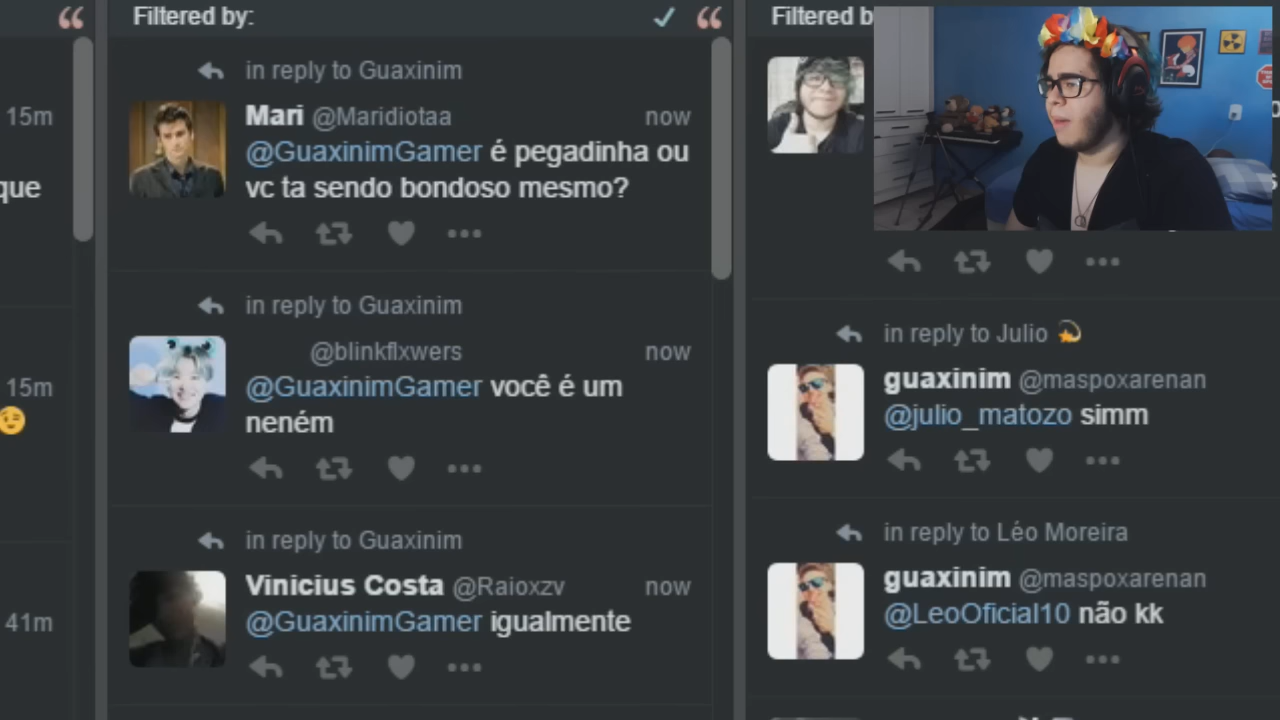 15m
que
15m
41m
Filtered by:
in reply to Guaxinim
Mari @Maridiotaa now
@GuaxinimGamer é pegadinha ou
vc ta sendo bondoso mesmo?
in reply to Guaxinim
@blinkflxwers now
@GuaxinimGamer você é um
neném
in reply to Guaxinim
Vinicius Costa @Raioxzv now
@GuaxinimGamer igualmente
Filtered b
in reply to Julio
guaxinim @maspoxarenan
@julio_matozo simm
in reply to Léo Moreira
guaxinim @maspoxarenan
@LeoOficial10 não kk